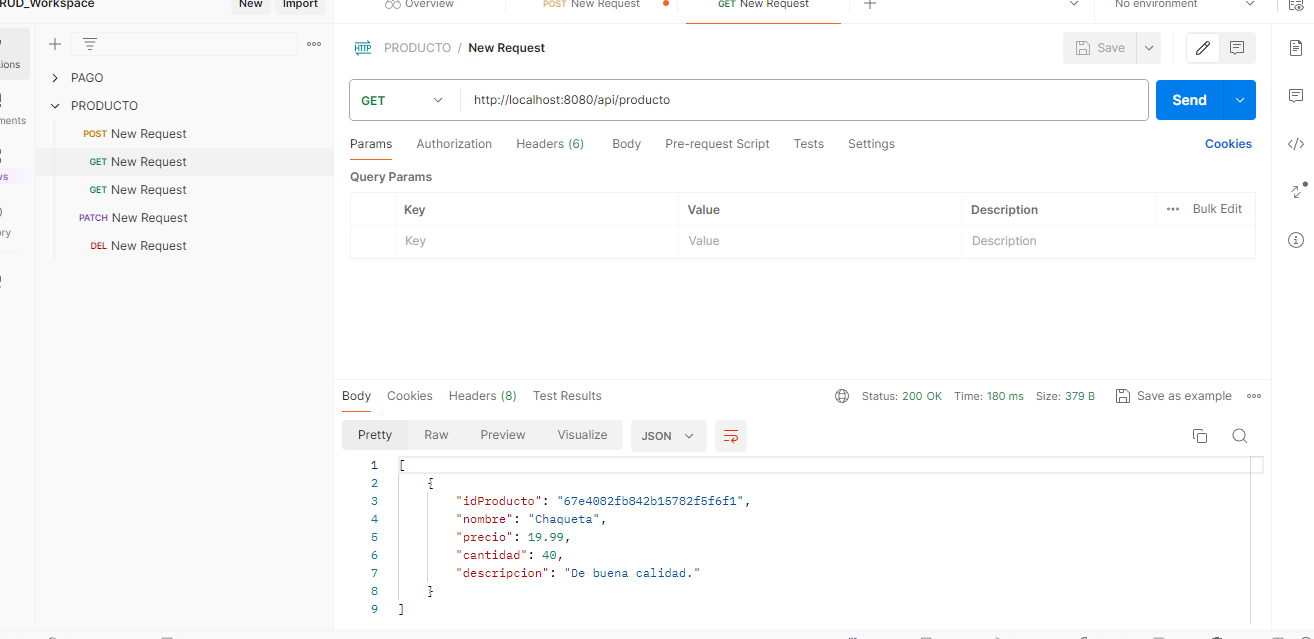 RUD_Workspace New Import Overview POST New Request GET New Request No environment
PRODUCTO / New Request Save
ions
PAGO
PRODUCTO
GET http://localhost:8080/api/producto Send
POST New Request
GET New Request
GET New Request
PATCH New Request
DEL New Request
Params Authorization Headers (6) Body Pre-request Script Tests Settings Cookies
Query Params
Key Value Description Bulk Edit
Key Value Description
Body Cookies Headers (8) Test Results Status: 200 OK Time: 180 ms Size: 379 B Save as example
Pretty Raw Preview Visualize JSON
1 [
2 {
3 "idProducto": "67e4082fb842b15782f5f6f1",
4 "nombre": "Chaqueta",
5 "precio": 19.99,
6 "cantidad": 40,
7 "descripcion": "De buena calidad."
8 }
9 ]